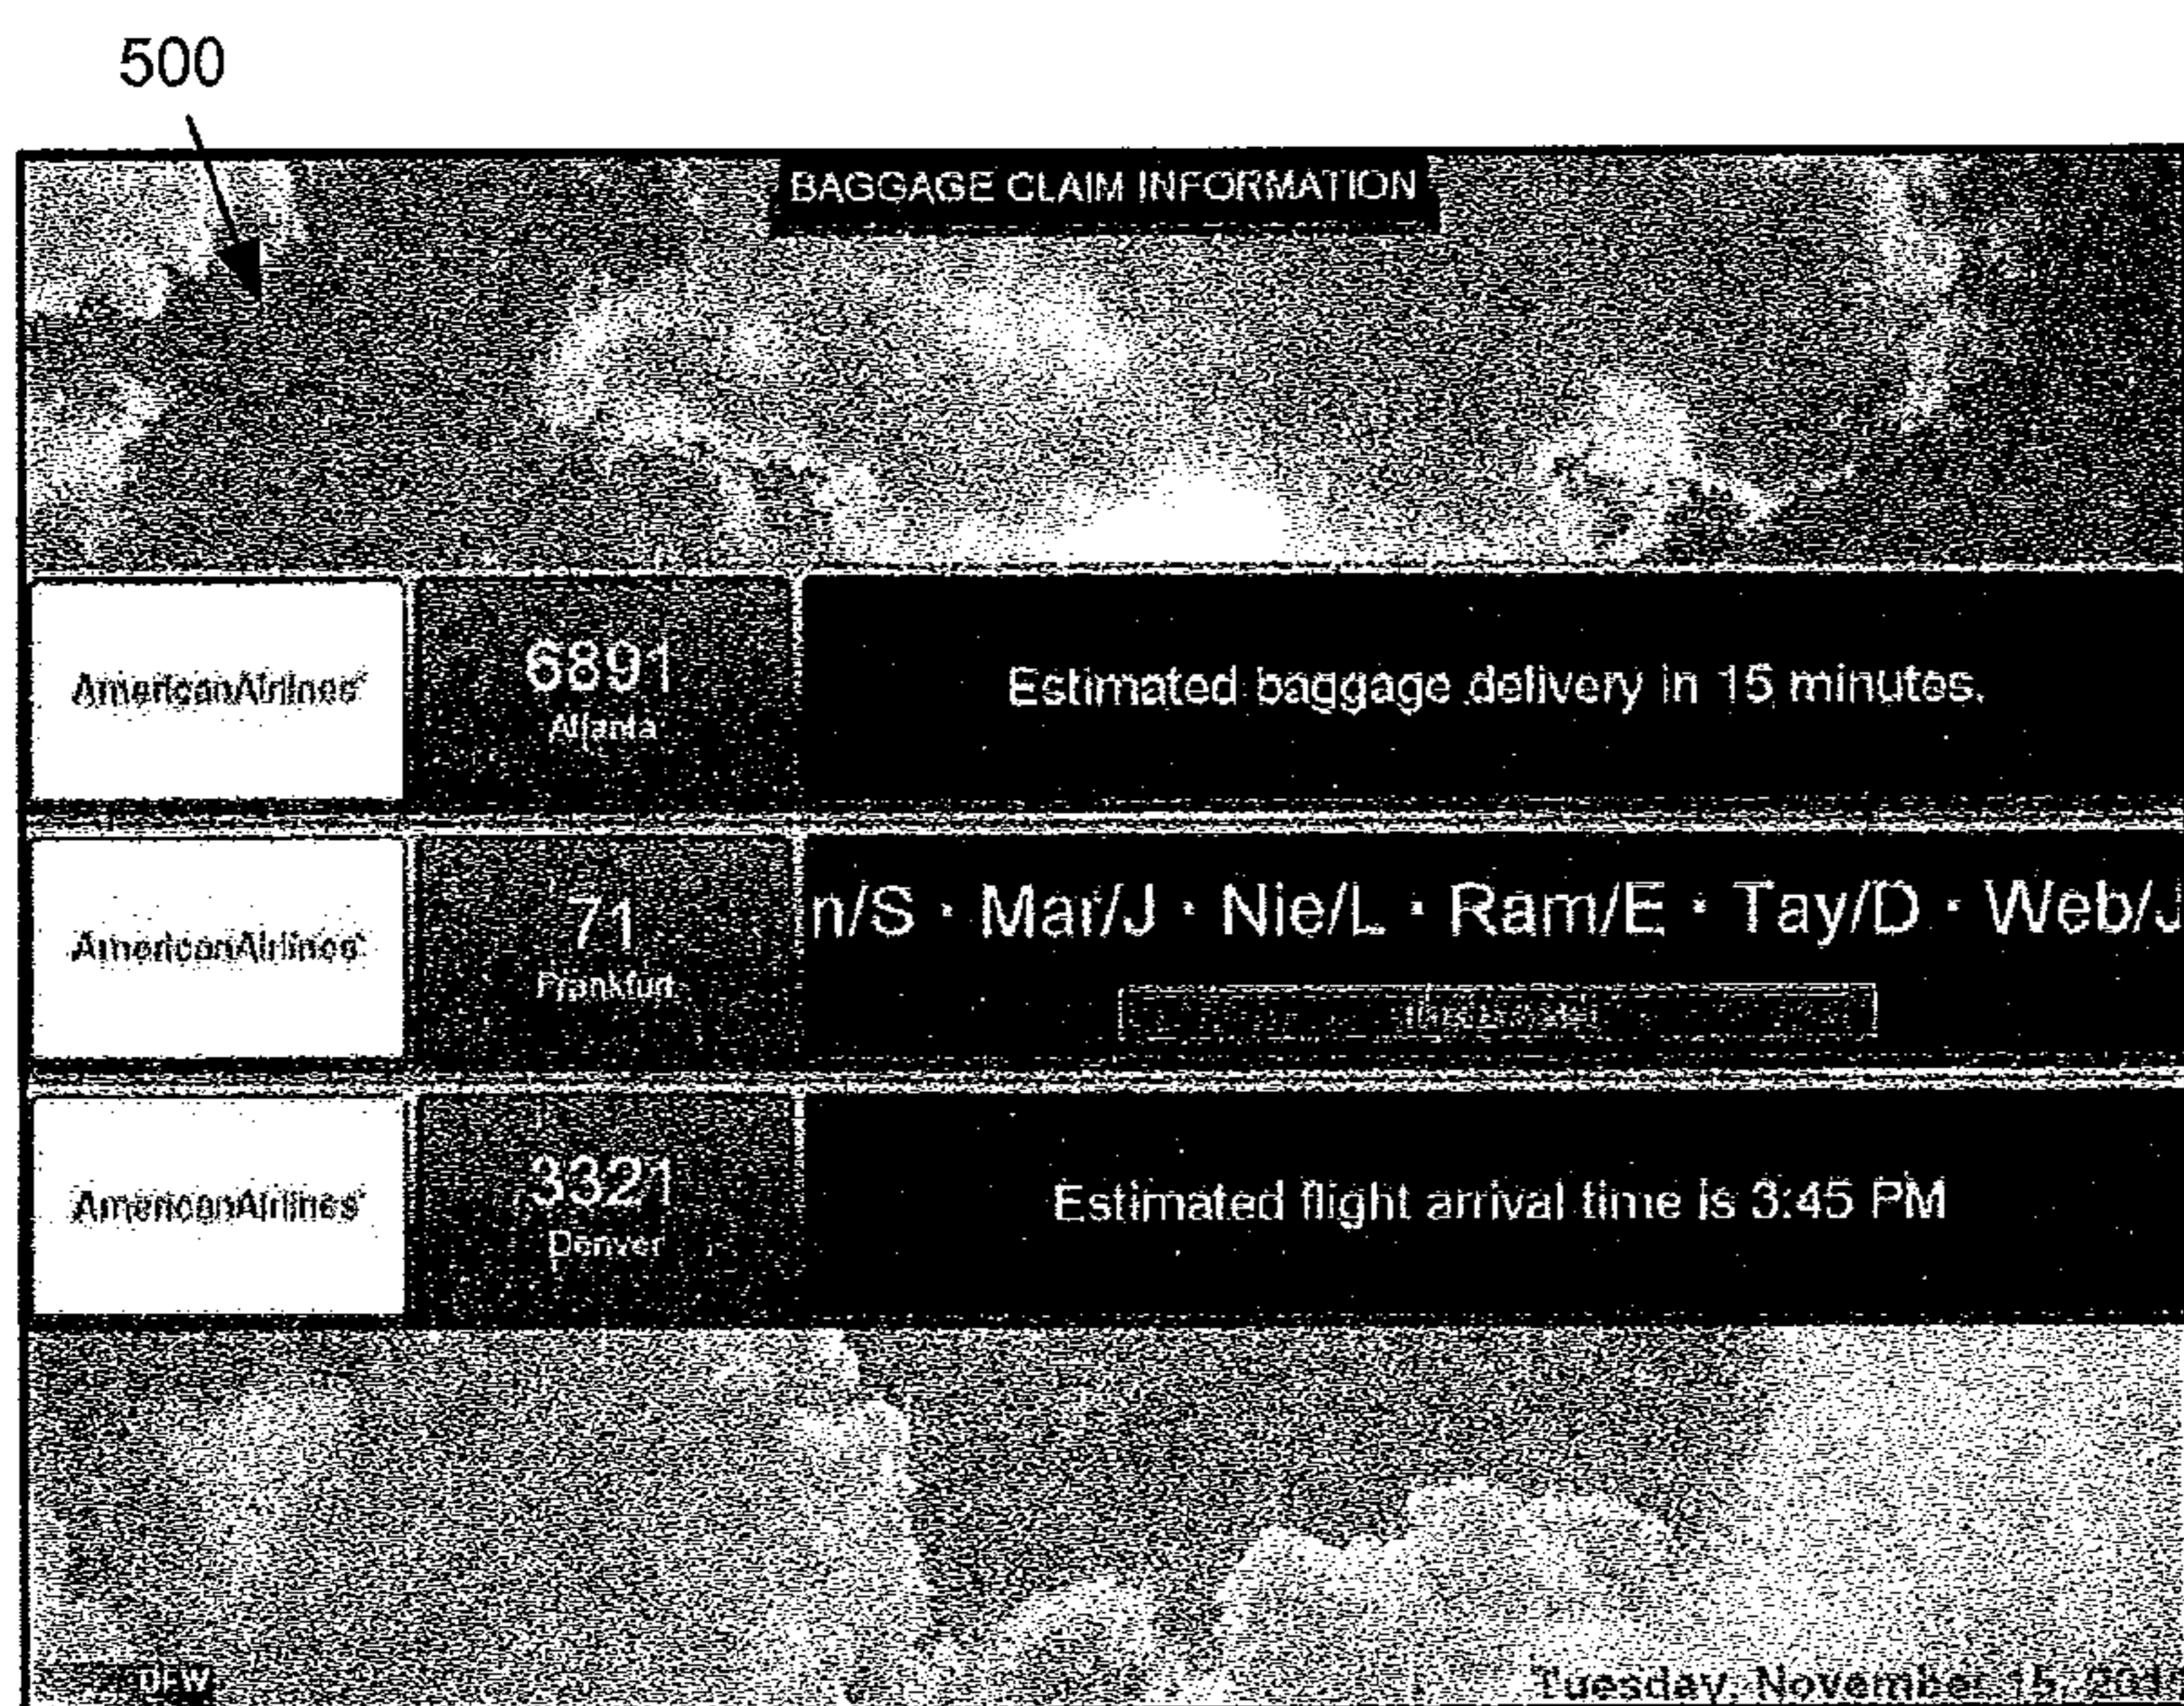 500
BAGGAGE CLAIM INFORMATION
AmericanAirlines
6891
Atlanta
Estimated baggage delivery in 15 minutes.
AmericanAirlines
71
Frankfurt
n/S · Mar/J · Nie/L · Ram/E · Tay/D · Web/J
AmericanAirlines
3321
Denver
Estimated flight arrival time is 3:45 PM
DFW
Tuesday, November 15,